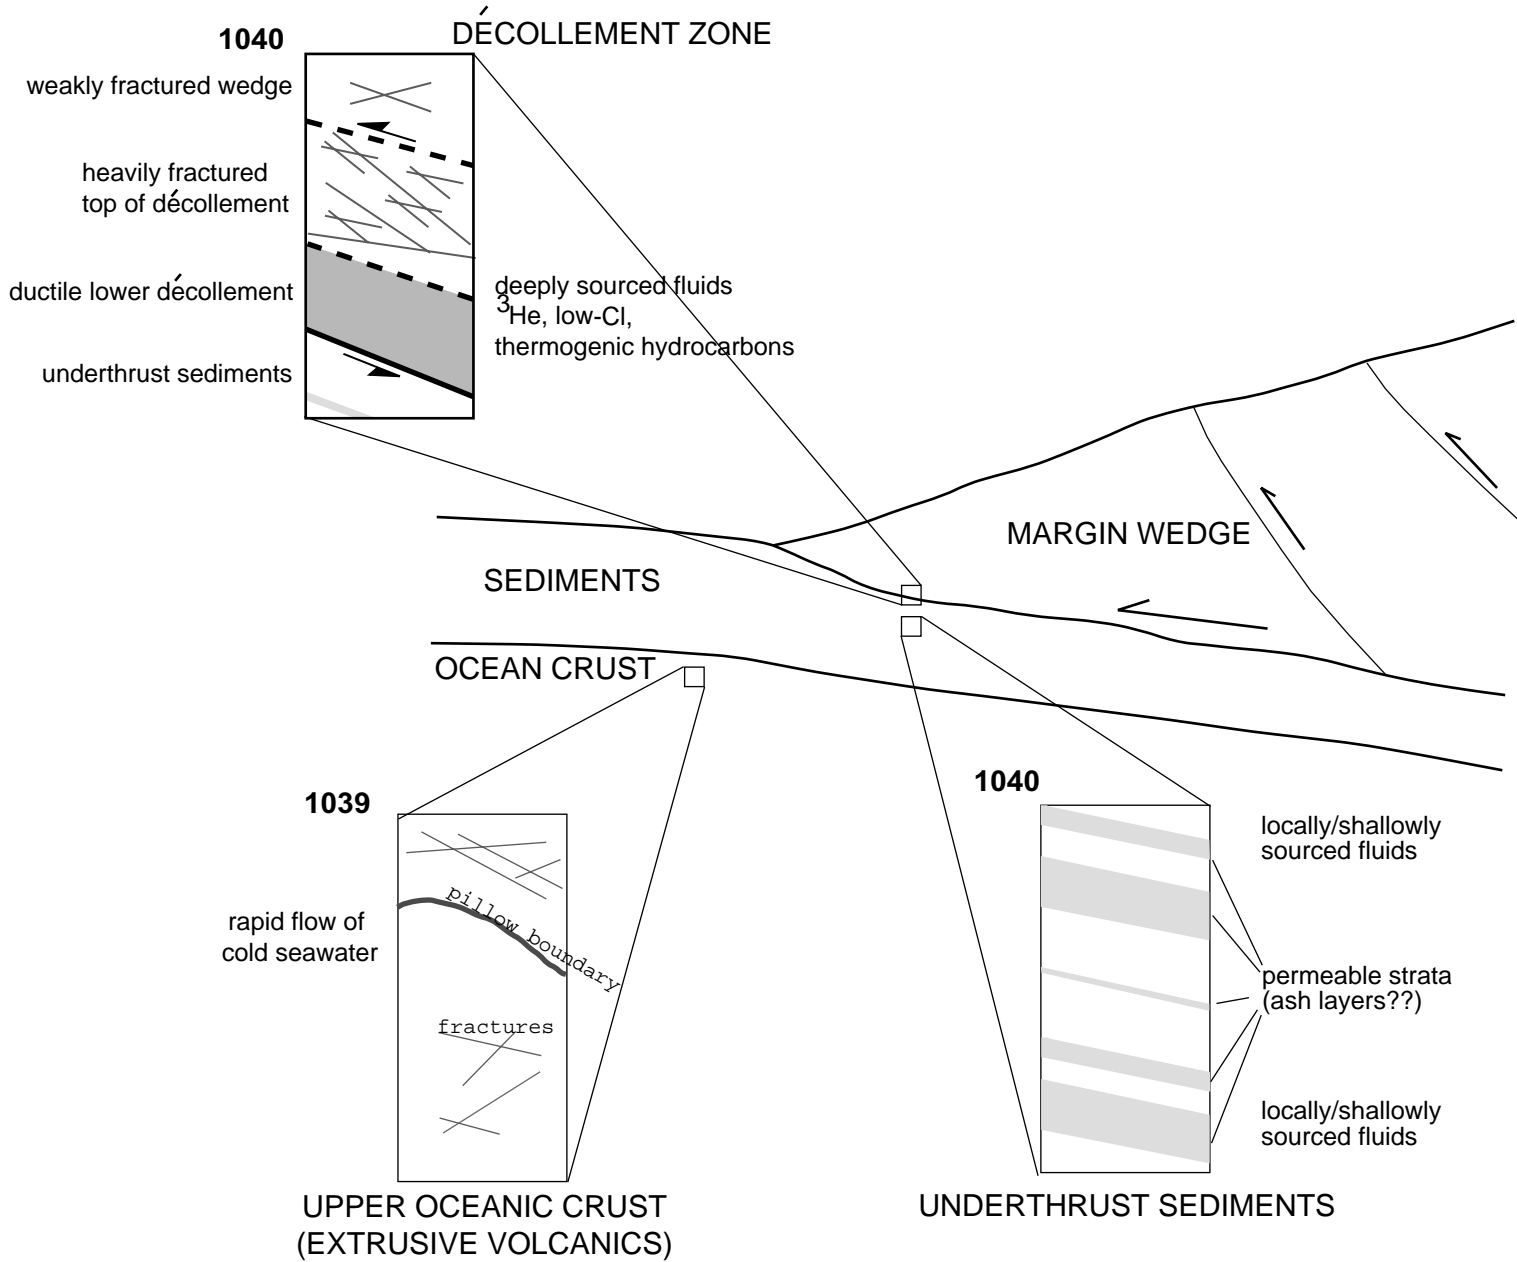 1040
DÉCOLLEMENT ZONE
weakly fractured wedge
heavily fractured
top of décollement
ductile lower décollement
underthrust sediments
deeply sourced fluids
³He, low-Cl,
thermogenic hydrocarbons
MARGIN WEDGE
SEDIMENTS
OCEAN CRUST
1039
pillow boundary
rapid flow of
cold seawater
fractures
UPPER OCEANIC CRUST
(EXTRUSIVE VOLCANICS)
1040
locally/shallowly
sourced fluids
permeable strata
(ash layers??)
locally/shallowly
sourced fluids
UNDERTHRUST SEDIMENTS